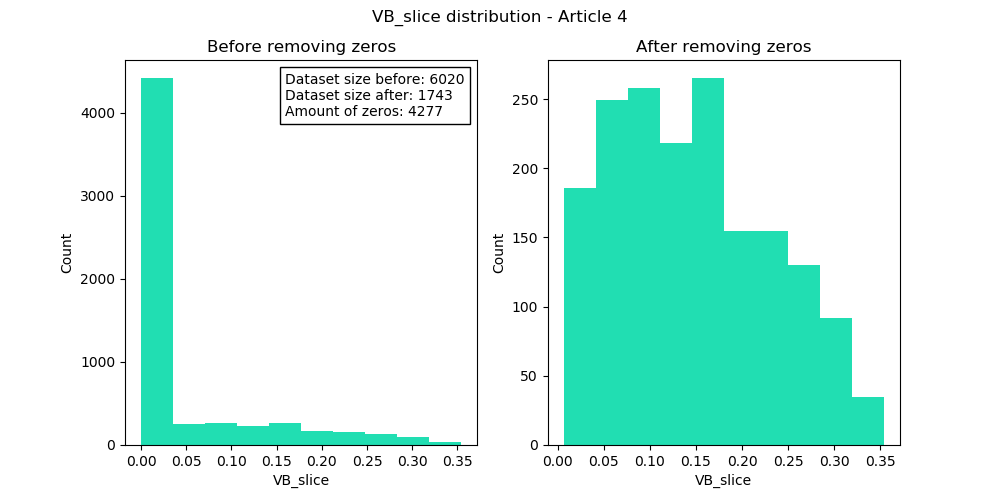 VB_slice distribution - Article 4
Before removing zeros
Dataset size before: 6020
Dataset size after: 1743
Amount of zeros: 4277
Count
4000
3000
2000
1000
0
0.00 0.05 0.10 0.15 0.20 0.25 0.30 0.35
VB_slice
After removing zeros
Count
250
200
150
100
50
0
0.00 0.05 0.10 0.15 0.20 0.25 0.30 0.35
VB_slice